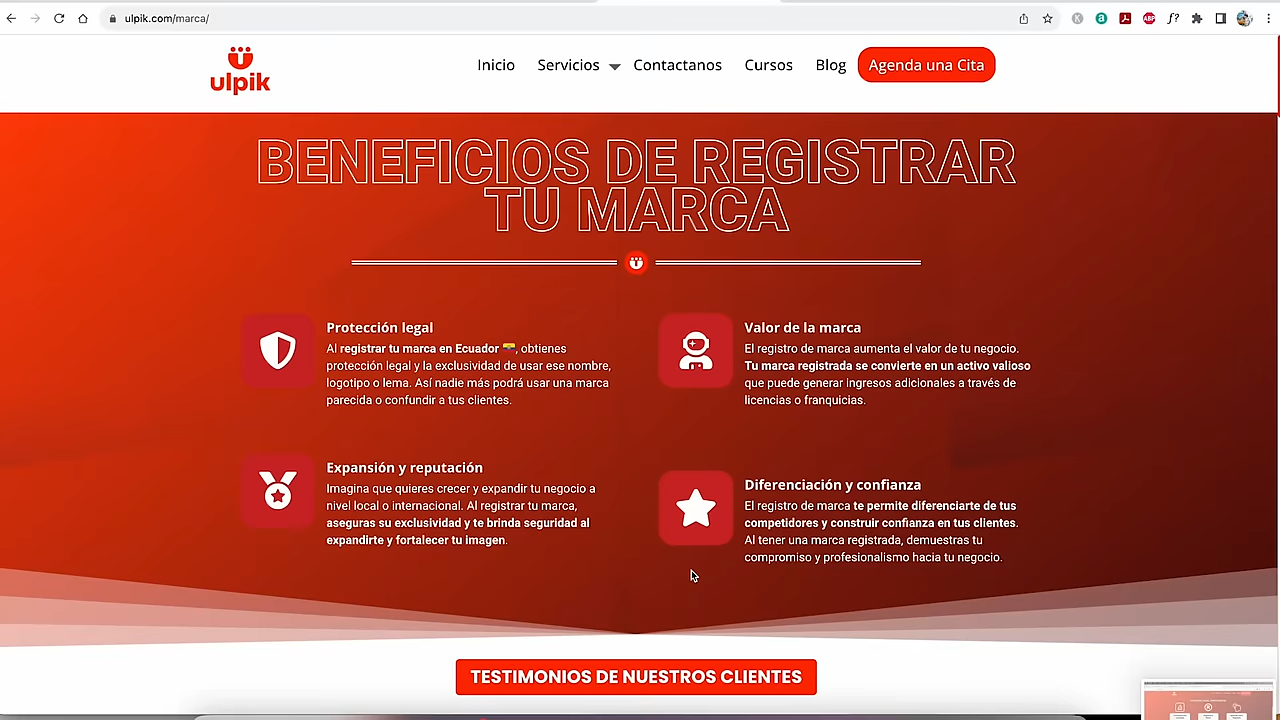 ulpik.com/marca/
ABP
f?
ulpik
Inicio
Servicios
Contactanos
Cursos
Blog
Agenda una Cita
BENEFICIOS DE REGISTRAR
TU MARCA
Protección legal
Al registrar tu marca en Ecuador 🇪🇨, obtienes
protección legal y la exclusividad de usar ese nombre,
logotipo o lema. Así nadie más podrá usar una marca
parecida o confundir a tus clientes.
Valor de la marca
El registro de marca aumenta el valor de tu negocio.
Tu marca registrada se convierte en un activo valioso
que puede generar ingresos adicionales a través de
licencias o franquicias.
Expansión y reputación
Imagina que quieres crecer y expandir tu negocio a
nivel local o internacional. Al registrar tu marca,
aseguras su exclusividad y te brinda seguridad al
expandirte y fortalecer tu imagen.
Diferenciación y confianza
El registro de marca te permite diferenciarte de tus
competidores y construir confianza en tus clientes.
Al tener una marca registrada, demuestras tu
compromiso y profesionalismo hacia tu negocio.
TESTIMONIOS DE NUESTROS CLIENTES